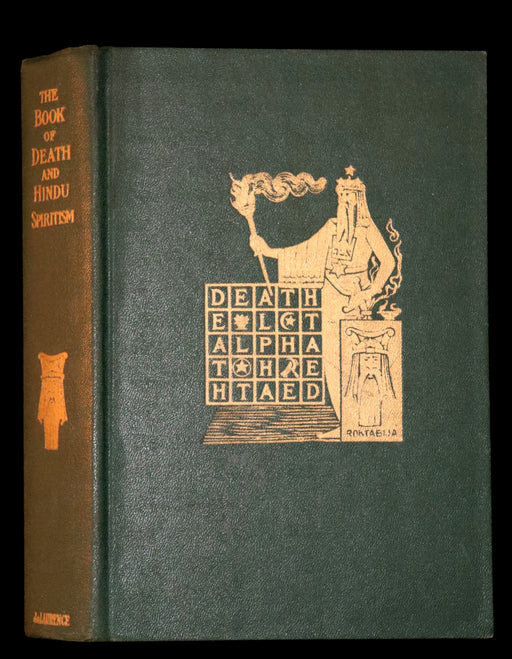 THE
BOOK
OF
DEATH
AND
HINDU
SPIRITISM
deLAURENCE
DEATH
E L T
ALPHA
T H E
HTAED
ROKTABIJA